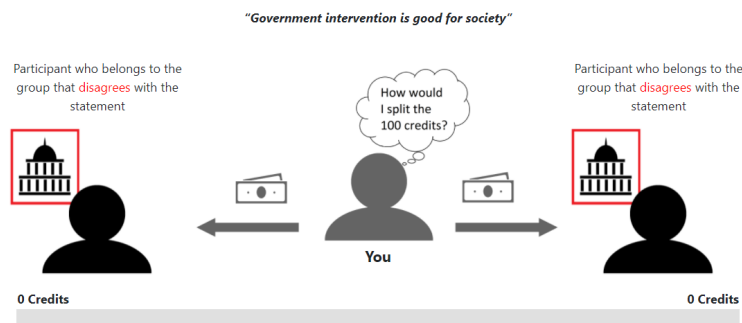 "Government intervention is good for society"
Participant who belongs to the
group that disagrees with the
statement
How would
I split the
100 credits?
Participant who belongs to the
group that disagrees with the
statement
You
0 Credits
0 Credits